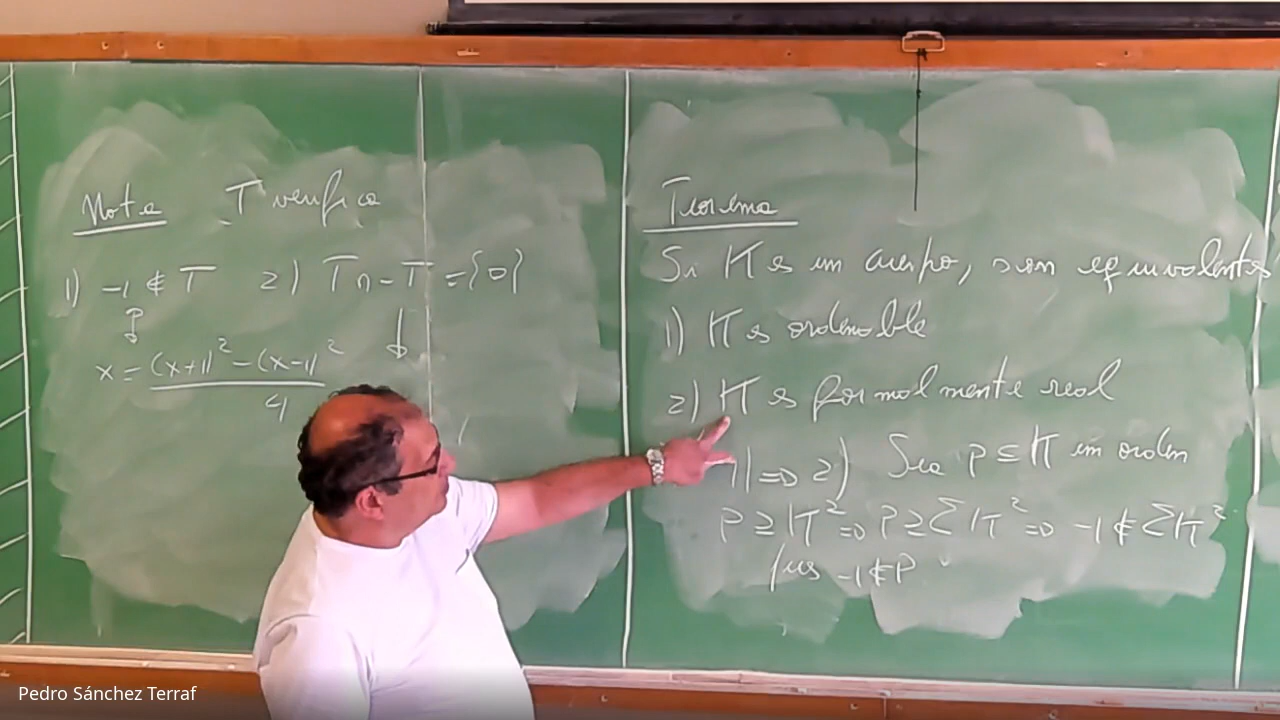 Nota T verifica
1) -1 ∉ T 2) T ∩ -T = {0}
x = (x+1)² - (x-1)²
4
Teorema
Si K es un cuerpo, son equivalentes
1) K es ordenable
2) K es formalmente real
1) ⇒ 2) Sea P ⊆ K un orden
P ⊇ K² ⇒ P ⊇ ΣK² ⇒ -1 ∉ ΣK²
pues -1 ∉ P
Pedro Sánchez Terraf